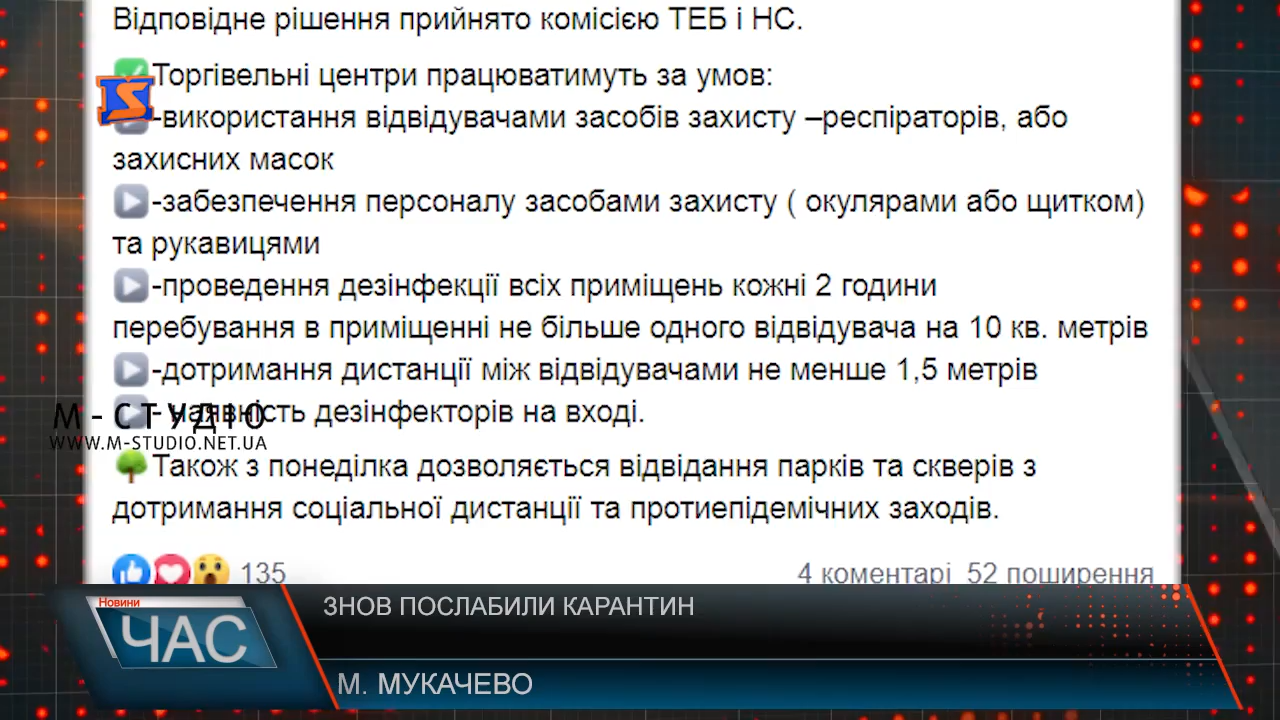 Відповідне рішення прийнято комісією ТЕБ і НС.
Торгівельні центри працюватимуть за умов:
-використання відвідувачами засобів захисту –респіраторів, або
захисних масок
-забезпечення персоналу засобами захисту ( окулярами або щитком)
та рукавицями
-проведення дезінфекції всіх приміщень кожні 2 години
перебування в приміщенні не більше одного відвідувача на 10 кв. метрів
-дотримання дистанції між відвідувачами не менше 1,5 метрів
- наявність дезінфекторів на вході.
М-СТУДІО
WWW.M-STUDIO.NET.UA
Також з понеділка дозволяється відвідання парків та скверів з
дотримання соціальної дистанції та протиепідемічних заходів.
135
4 коментарі 52 поширення
Новини
ЧАС
ЗНОВ ПОСЛАБИЛИ КАРАНТИН
М. МУКАЧЕВО